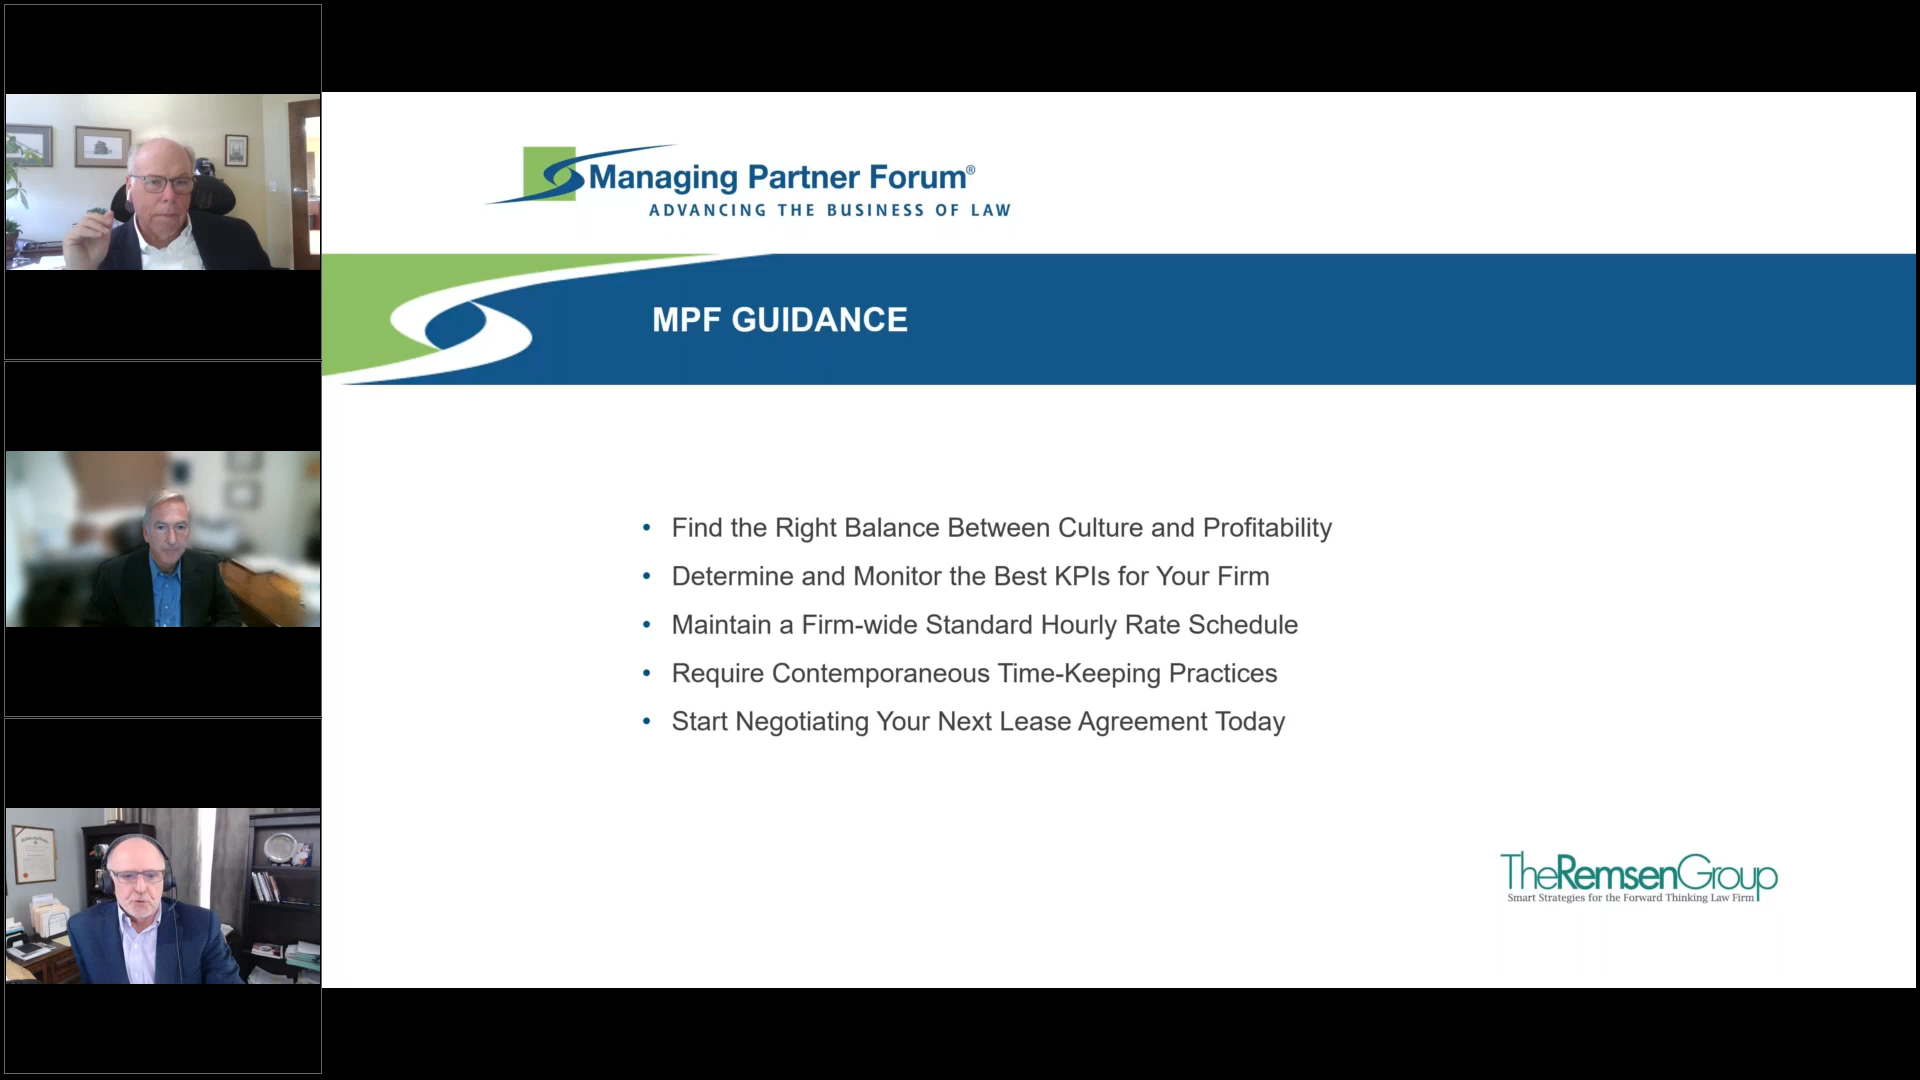 Managing Partner Forum®
ADVANCING THE BUSINESS OF LAW
MPF GUIDANCE
• Find the Right Balance Between Culture and Profitability
• Determine and Monitor the Best KPIs for Your Firm
• Maintain a Firm-wide Standard Hourly Rate Schedule
• Require Contemporaneous Time-Keeping Practices
• Start Negotiating Your Next Lease Agreement Today
TheRemsenGroup
Smart Strategies for the Forward Thinking Law Firm